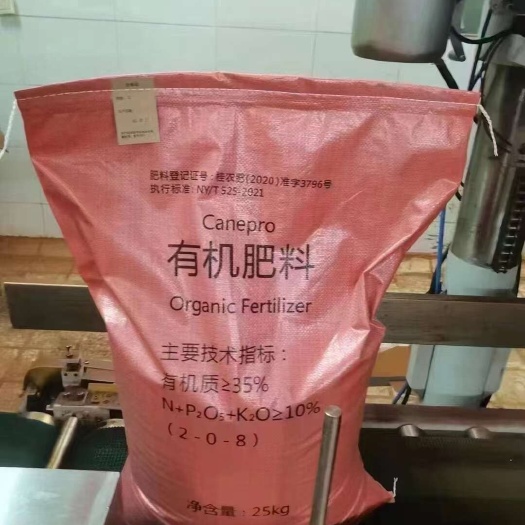 肥料登记证号：桂农肥(2020)准字3796号
执行标准: NY/T 525-2021
Canepro
有机肥料
Organic Fertilizer
主要技术指标：
有机质≥35%
N+P₂O₅+K₂O≥10%
(2-0-8)
净含量：25kg